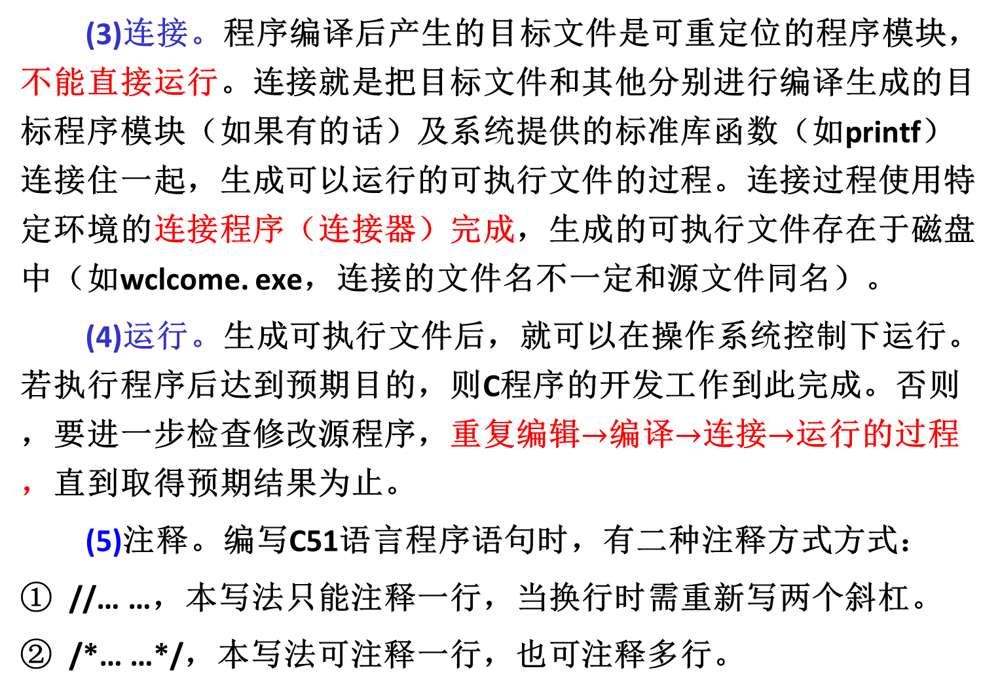 (3)连接。程序编译后产生的目标文件是可重定位的程序模块，
不能直接运行。连接就是把目标文件和其他分别进行编译生成的目
标程序模块（如果有的话）及系统提供的标准库函数（如printf）
连接住一起，生成可以运行的可执行文件的过程。连接过程使用特
定环境的连接程序（连接器）完成，生成的可执行文件存在于磁盘
中（如wclcome. exe，连接的文件名不一定和源文件同名）。
(4)运行。生成可执行文件后，就可以在操作系统控制下运行。
若执行程序后达到预期目的，则C程序的开发工作到此完成。否则
，要进一步检查修改源程序，重复编辑→编译→连接→运行的过程
，直到取得预期结果为止。
(5)注释。编写C51语言程序语句时，有二种注释方式方式：
① //… …，本写法只能注释一行，当换行时需重新写两个斜杠。
② /*… …*/，本写法可注释一行，也可注释多行。